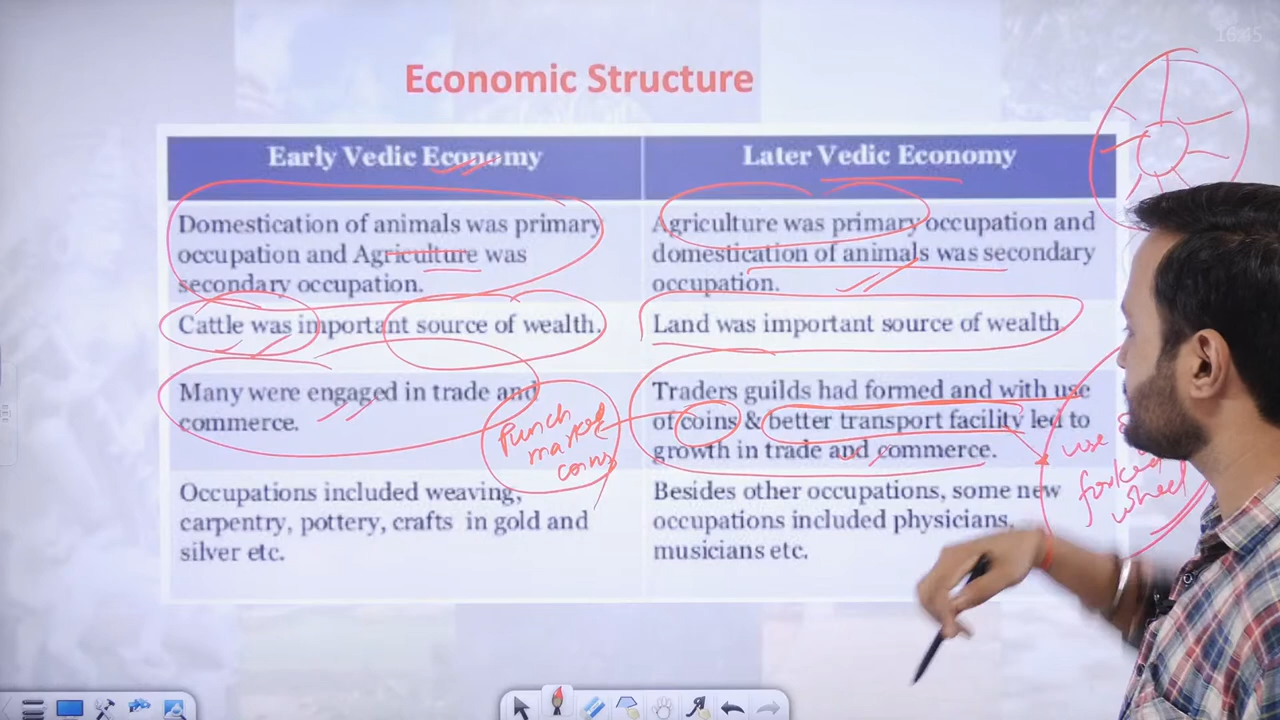 16:45
Economic Structure
Early Vedic Economy
Later Vedic Economy
Domestication of animals was primary
occupation and Agriculture was
secondary occupation.
Agriculture was primary occupation and
domestication of animals was secondary
occupation.
Cattle was important source of wealth.
Land was important source of wealth.
Many were engaged in trade and
commerce.
Traders guilds had formed and with use
of coins & better transport facility led to
growth in trade and commerce.
Punch
marked
coins
use
forked
wheel
Occupations included weaving,
carpentry, pottery, crafts in gold and
silver etc.
Besides other occupations, some new
occupations included physicians,
musicians etc.